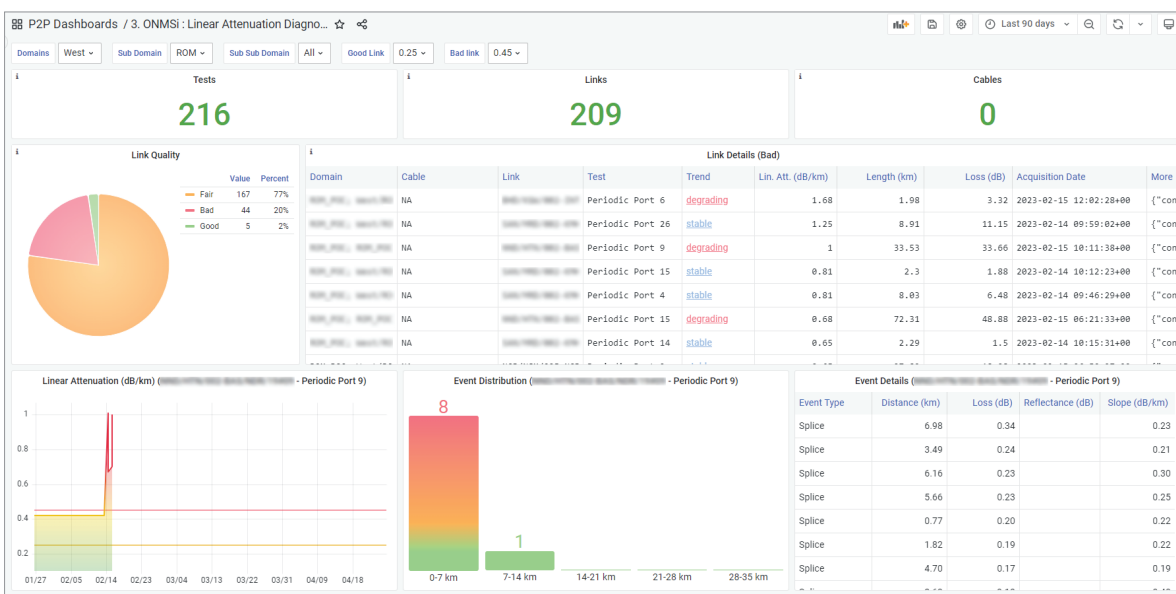 P2P Dashboards / 3. ONMSi : Linear Attenuation Diagno... Last 90 days
Domains West Sub Domain ROM Sub Sub Domain All Good Link 0.25 Bad link 0.45
Tests
216
Links
209
Cables
0
Link Quality
Value Percent
Fair 167 77%
Bad 44 20%
Good 5 2%
Link Details (Bad)
Domain Cable Link Test Trend Lin. Att. (dB/km) Length (km) Loss (dB) Acquisition Date More
NA Periodic Port 6 degrading 1.68 1.98 3.32 2023-02-15 12:02:28+00 {"con
NA Periodic Port 26 stable 1.25 8.91 11.15 2023-02-14 09:59:02+00 {"con
NA Periodic Port 9 degrading 1 33.53 33.66 2023-02-15 10:11:38+00 {"con
NA Periodic Port 15 stable 0.81 2.3 1.88 2023-02-14 10:12:23+00 {"con
NA Periodic Port 4 stable 0.81 8.03 6.48 2023-02-14 09:46:29+00 {"con
NA Periodic Port 15 degrading 0.68 72.31 48.88 2023-02-15 06:21:33+00 {"con
NA Periodic Port 14 stable 0.65 2.29 1.5 2023-02-14 10:15:31+00 {"con
Linear Attenuation (dB/km) ( - Periodic Port 9)
1
0.8
0.6
0.4
0.2
01/27 02/05 02/14 02/23 03/04 03/13 03/22 03/31 04/09 04/18
Event Distribution ( - Periodic Port 9)
8
1
0-7 km 7-14 km 14-21 km 21-28 km 28-35 km
Event Details ( - Periodic Port 9)
Event Type Distance (km) Loss (dB) Reflectance (dB) Slope (dB/km)
Splice 6.98 0.34 0.23
Splice 3.49 0.24 0.21
Splice 6.16 0.23 0.30
Splice 5.66 0.23 0.25
Splice 0.77 0.20 0.22
Splice 1.82 0.19 0.22
Splice 4.70 0.17 0.19